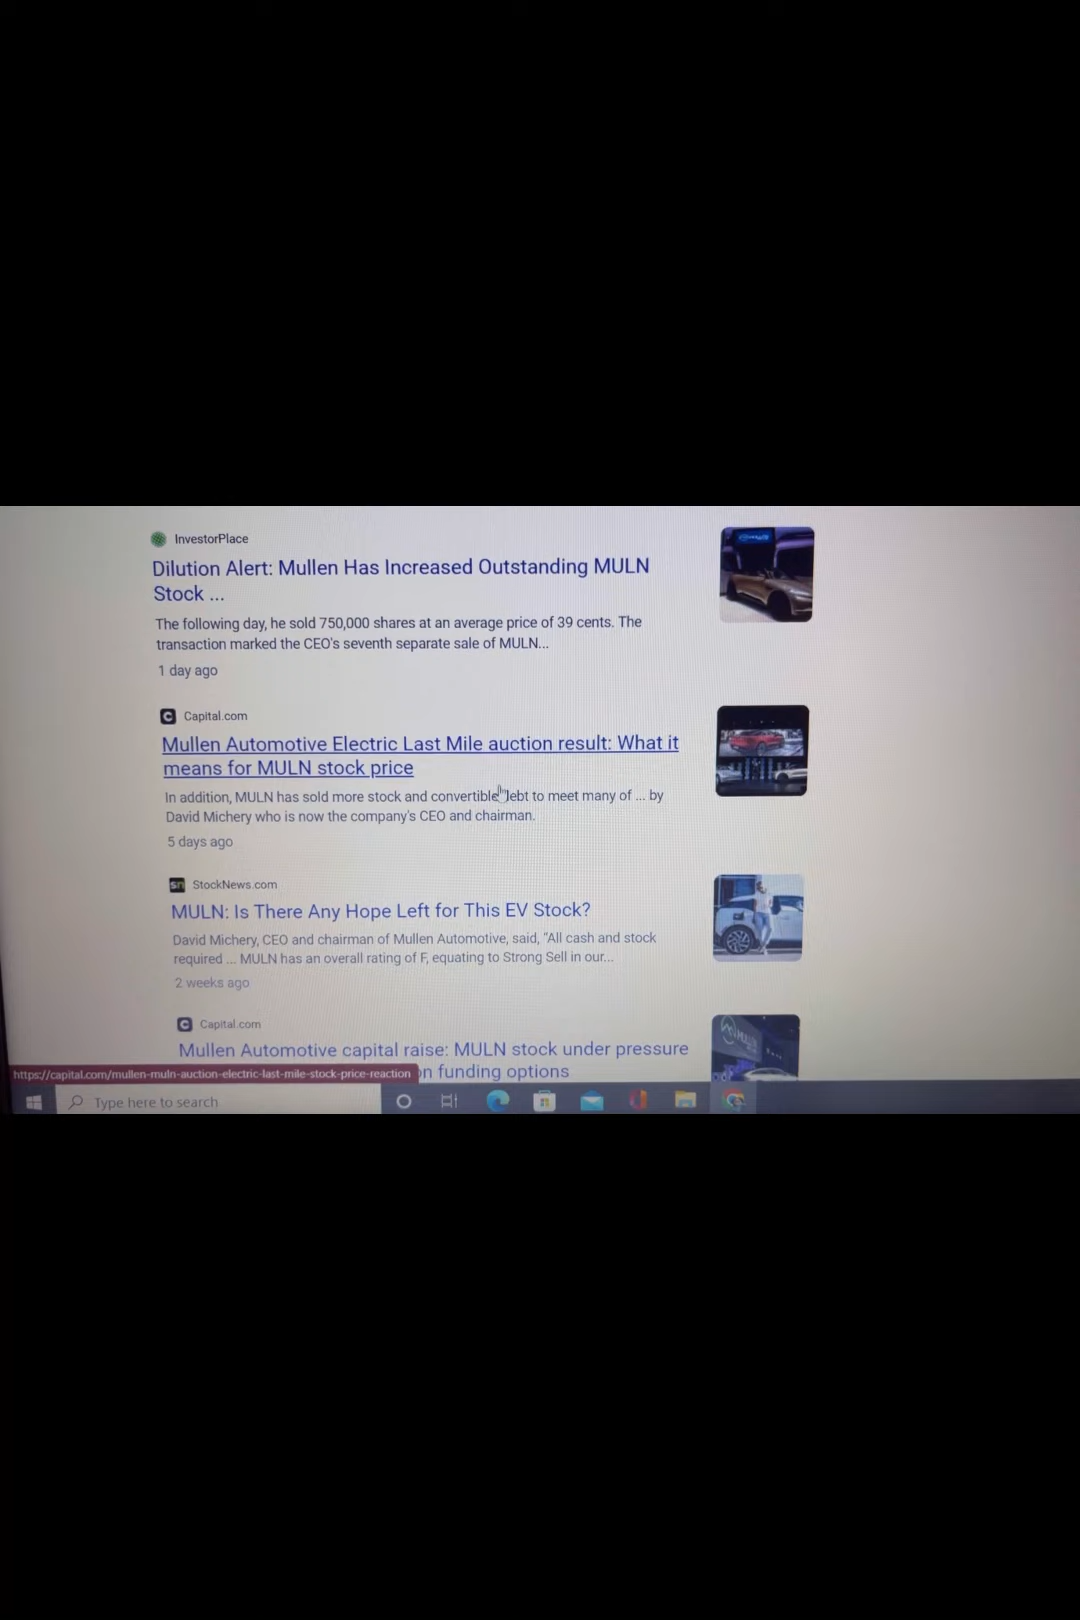 InvestorPlace
Dilution Alert: Mullen Has Increased Outstanding MULN
Stock ...
The following day, he sold 750,000 shares at an average price of 39 cents. The
transaction marked the CEO's seventh separate sale of MULN...
1 day ago
Capital.com
Mullen Automotive Electric Last Mile auction result: What it
means for MULN stock price
In addition, MULN has sold more stock and convertible debt to meet many of ... by
David Michery who is now the company's CEO and chairman.
5 days ago
sn StockNews.com
MULN: Is There Any Hope Left for This EV Stock?
David Michery, CEO and chairman of Mullen Automotive, said, "All cash and stock
required ... MULN has an overall rating of F, equating to Strong Sell in our...
2 weeks ago
Capital.com
Mullen Automotive capital raise: MULN stock under pressure
https://capital.com/mullen-muln-auction-electric-last-mile-stock-price-reaction
on funding options
Type here to search